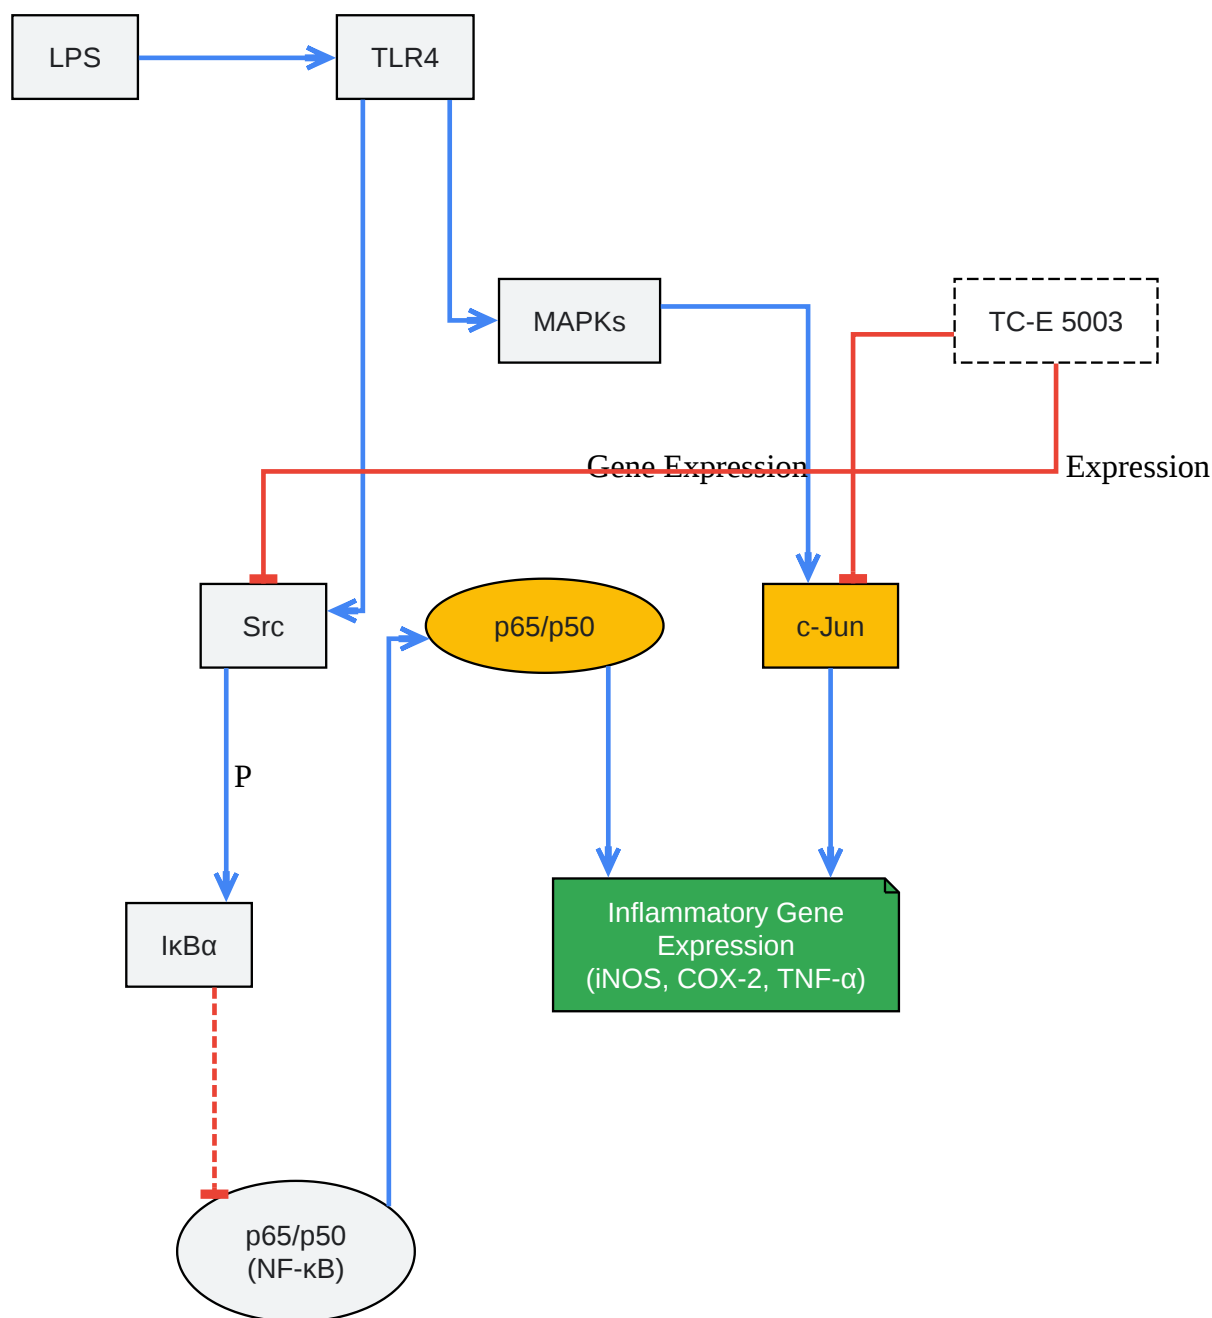 LPS
TLR4
MAPKs
TC-E 5003
Gene Expression
Expression
Src
p65/p50
c-Jun
P
IκBα
Inflammatory Gene
Expression
(iNOS, COX-2, TNF-α)
p65/p50
(NF-κB)